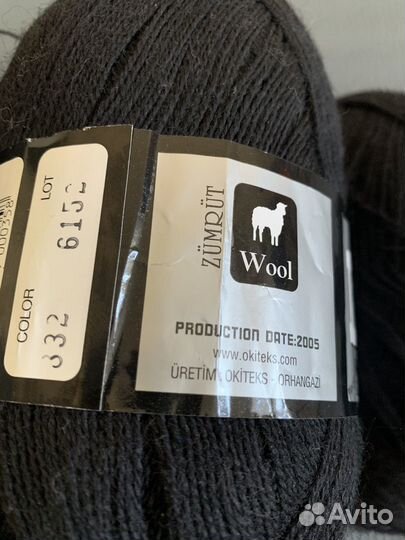 COLOR
332
LOT
6152
ZÜMRÜT
Wool
PRODUCTION DATE:2005
www.okiteks.com
ÜRETİM: OKİTEKS - ORHANGAZİ
Avito